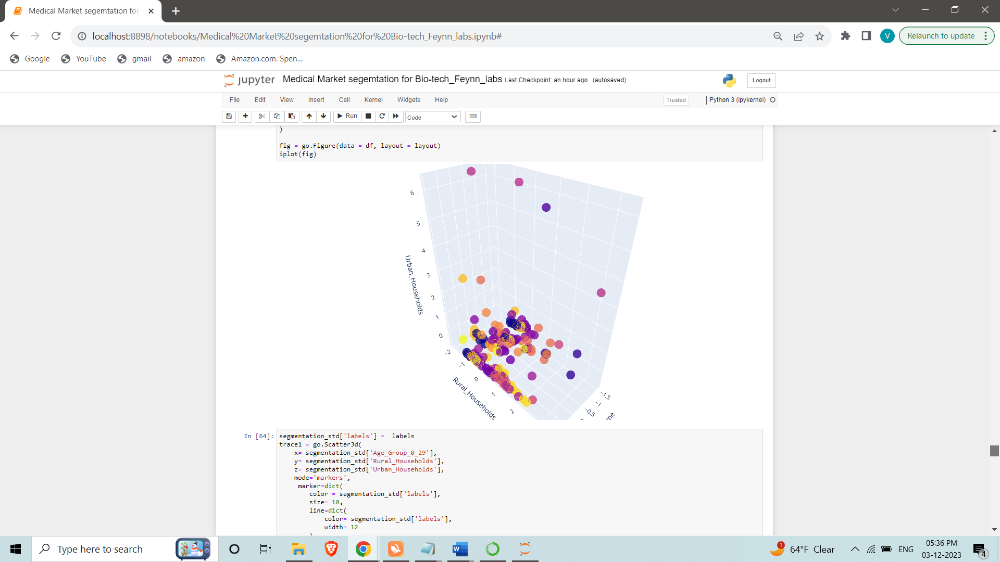 Medical Market segemtation for
localhost:8898/notebooks/Medical%20Market%20segemtation%20for%20Bio-tech_Feynn_labs.ipynb#
V
Relaunch to update
Google
YouTube
gmail
amazon
Amazon.com. Spen...
jupyter
Medical Market segemtation for Bio-tech_Feynn_labs
Last Checkpoint: an hour ago (autosaved)
Logout
File
Edit
View
Insert
Cell
Kernel
Widgets
Help
Trusted
Python 3 (ipykernel)
Run
Code
)
fig = go.Figure(data = df, layout = layout)
iplot(fig)
6
5
4
3
2
1
0
Urban_Households
−2
−1
0
1
2
Rural_Households
−1.5
−1
−0.5
me
In [64]:
segmentation_std['labels'] =  labels
trace1 = go.Scatter3d(
    x= segmentation_std['Age_Group_0_29'],
    y= segmentation_std['Rural_Households'],
    z= segmentation_std['Urban_Households'],
    mode='markers',
     marker=dict(
        color = segmentation_std['labels'],
        size= 10,
        line=dict(
            color= segmentation_std['labels'],
            width= 12
        )
Type here to search
1
64°F Clear
ENG
05:36 PM
03-12-2023
4